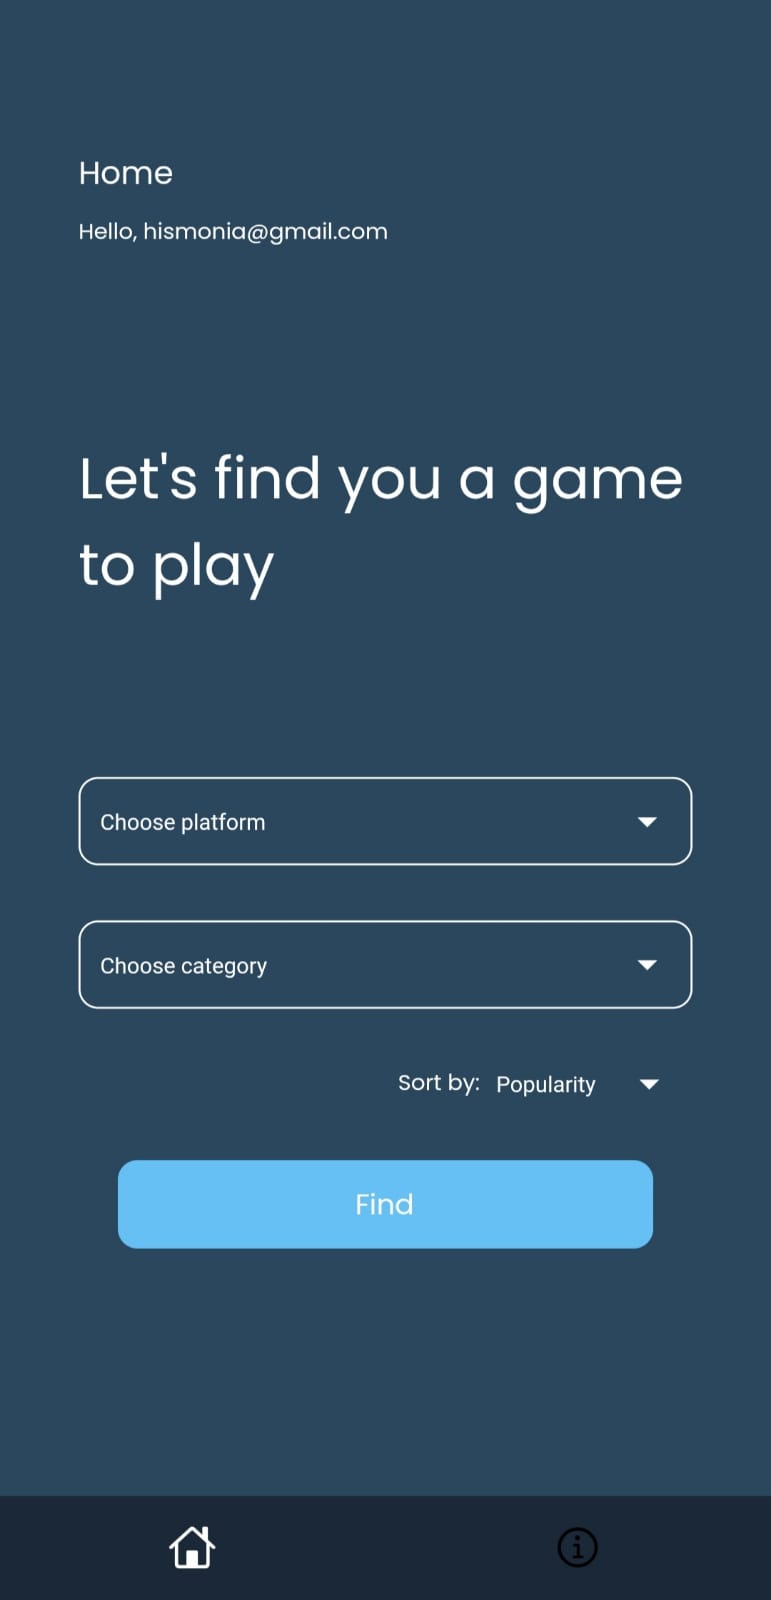 Home
Hello, hismonia@gmail.com
Let's find you a game
to play
Choose platform
Choose category
Sort by: Popularity
Find